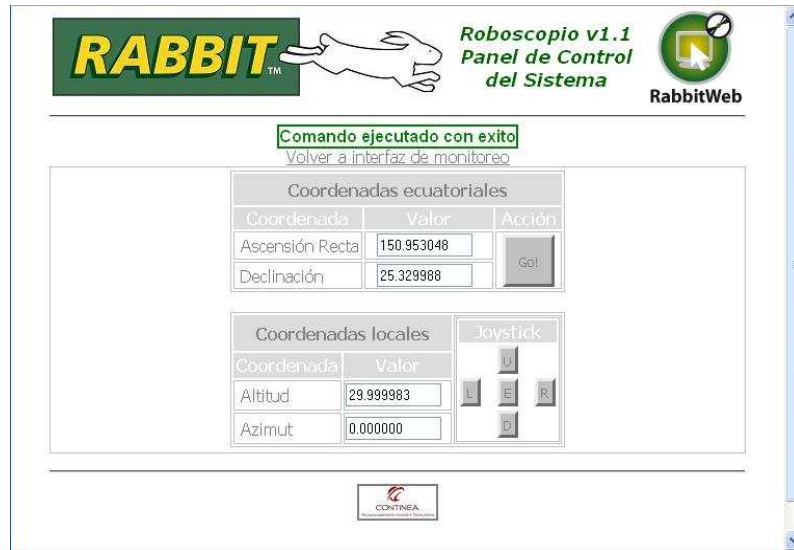 RABBIT TM
Roboscopio v1.1
Panel de Control
del Sistema
RabbitWeb
Comando ejecutado con exito
Volver a interfaz de monitoreo
Coordenadas ecuatoriales
Coordenada Valor Acción
Ascensión Recta 150.953048
Go!
Declinación 25.329988
Coordenadas locales Joystick
Coordenada Valor
U
Altitud 29.999983
L E R
Azimut 0.000000
D
CONTINEA